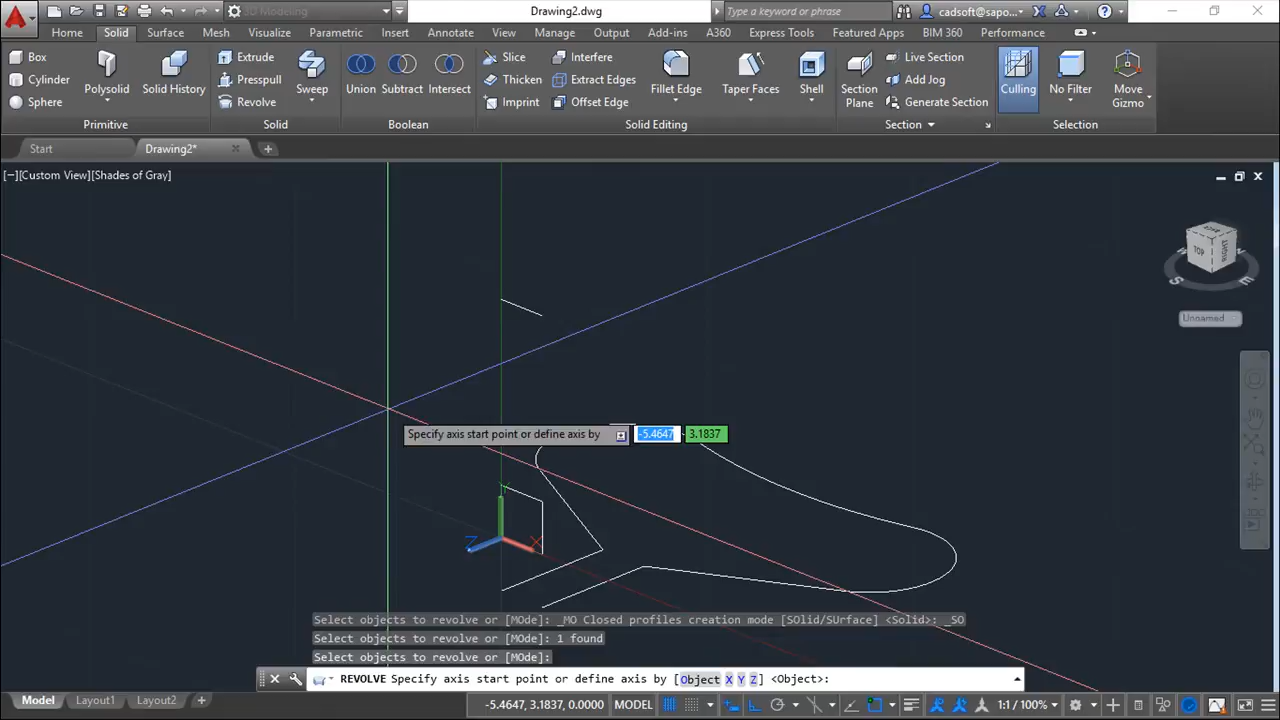 3D Modeling Drawing2.dwg Type a keyword or phrase cadsoft@sapo... ?
Home Solid Surface Mesh Visualize Parametric Insert Annotate View Manage Output Add-ins A360 Express Tools Featured Apps BIM 360 Performance
Box Extrude Slice Interfere Live Section
Cylinder Polysolid Solid History Presspull Sweep Union Subtract Intersect Thicken Extract Edges Fillet Edge Taper Faces Shell Section Plane Add Jog Culling No Filter Move Gizmo
Sphere Revolve Imprint Offset Edge Generate Section
Primitive Solid Boolean Solid Editing Section Selection
Start Drawing2*
[−][Custom View][Shades of Gray]
TOP
N
S E
Unnamed
Specify axis start point or define axis by -5.4647 3.1837
Y
Z X
Select objects to revolve or [MOde]: _MO Closed profiles creation mode [SOlid/SUrface] <Solid>: _SO
Select objects to revolve or [MOde]: 1 found
Select objects to revolve or [MOde]:
REVOLVE Specify axis start point or define axis by [Object X Y Z] <Object>:
Model Layout1 Layout2 -5.4647, 3.1837, 0.0000 MODEL 1:1 / 100%